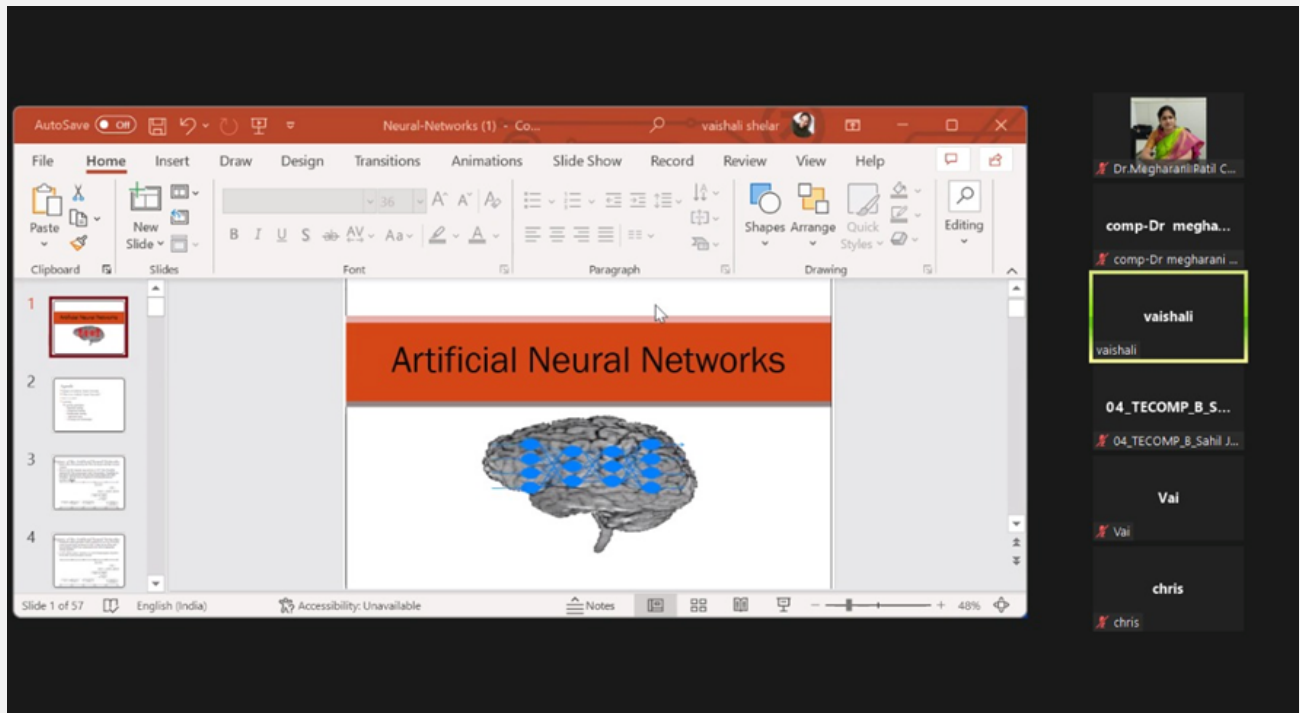 AutoSave Off Neural-Networks (1) - Co... vaishali shelar
File Home Insert Draw Design Transitions Animations Slide Show Record Review View Help
36 A A A
Paste New Slide B I U S ab AV Aa A Shapes Arrange Quick Styles Editing
Clipboard Slides Font Paragraph Drawing
1
2
3
4
Artificial Neural Networks
Slide 1 of 57 English (India) Accessibility: Unavailable Notes 48%
Dr.Megharani Patil C...
comp-Dr megha...
comp-Dr megharani ...
vaishali
vaishali
04_TECOMP_B_S...
04_TECOMP_B_Sahil J...
Vai
Vai
chris
chris